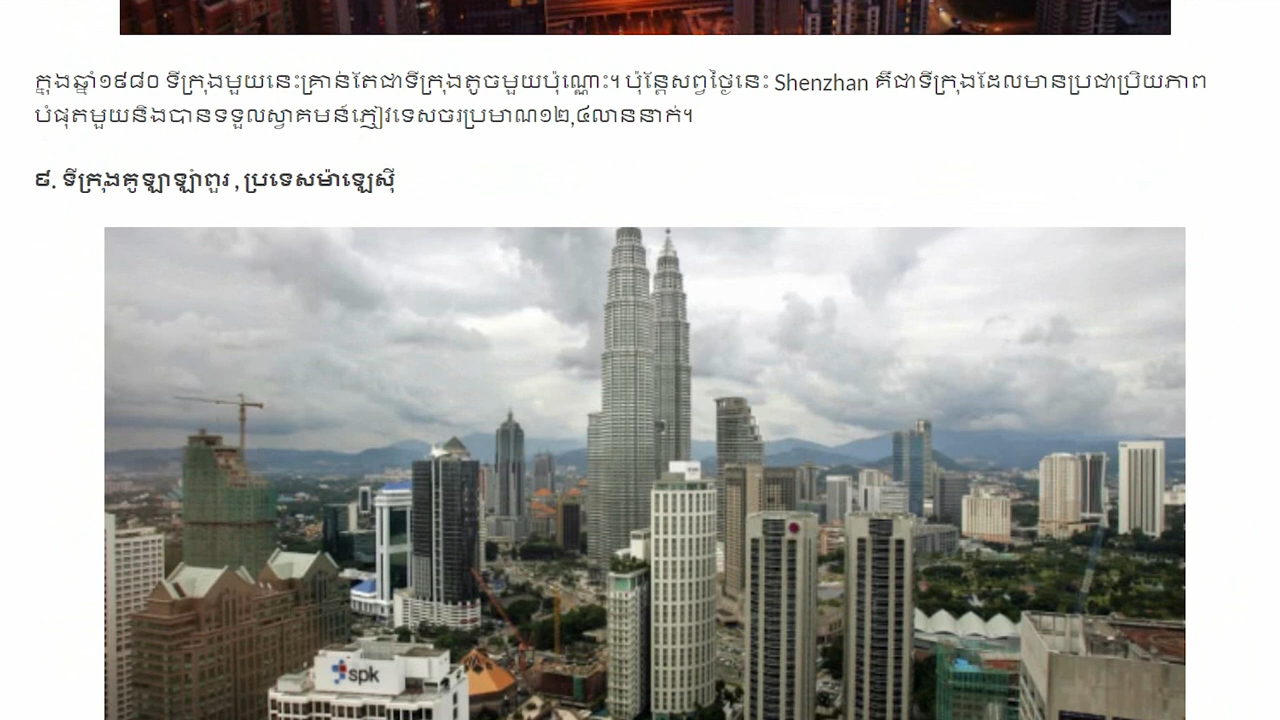 ក្នុងឆ្នាំ១៩៨០ ទីក្រុងមួយនេះគ្រាន់តែជាទីក្រុងតូចមួយប៉ុណ្ណោះ។ ប៉ុន្តែសព្វថ្ងៃនេះ Shenzhan គឺជាទីក្រុងដែលមានប្រជាប្រិយភាព
បំផុតមួយនិងបានទទួលស្វាគមន៍ភ្ញៀវទេសចរប្រមាណ១២,៤លាននាក់។
៩. ទីក្រុងគូឡាឡាំពួរ , ប្រទេសម៉ាឡេស៊ី
spk